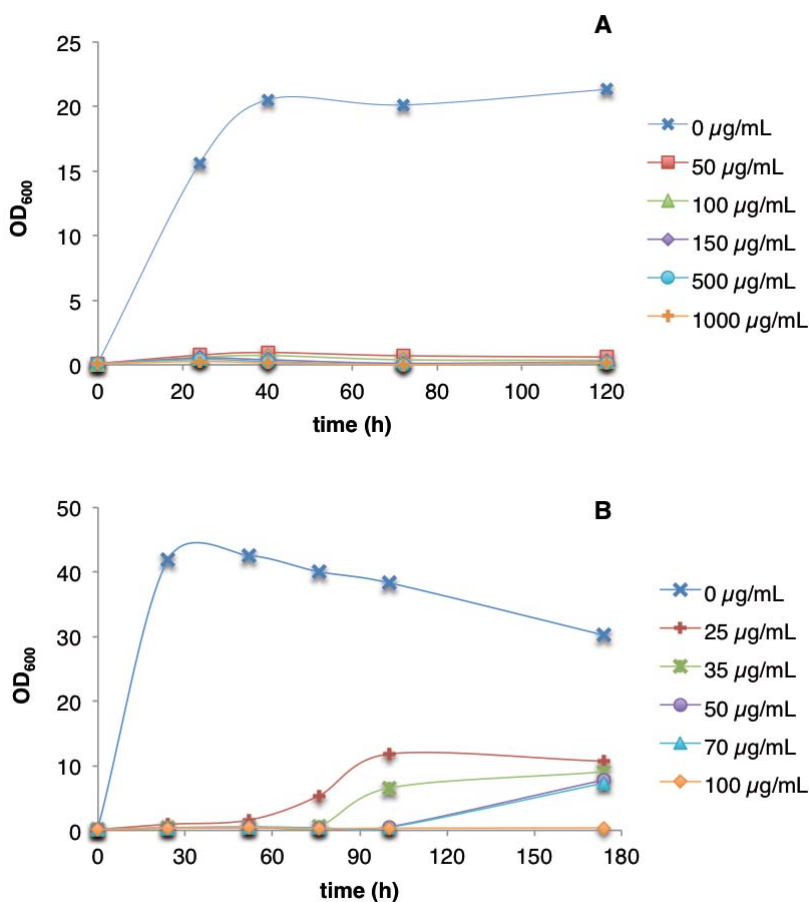 A
25
20
15
10
5
0
OD600
0 20 40 60 80 100 120
time (h)
0 µg/mL
50 µg/mL
100 µg/mL
150 µg/mL
500 µg/mL
1000 µg/mL
B
50
40
30
20
10
0
OD600
0 30 60 90 120 150 180
time (h)
0 µg/mL
25 µg/mL
35 µg/mL
50 µg/mL
70 µg/mL
100 µg/mL